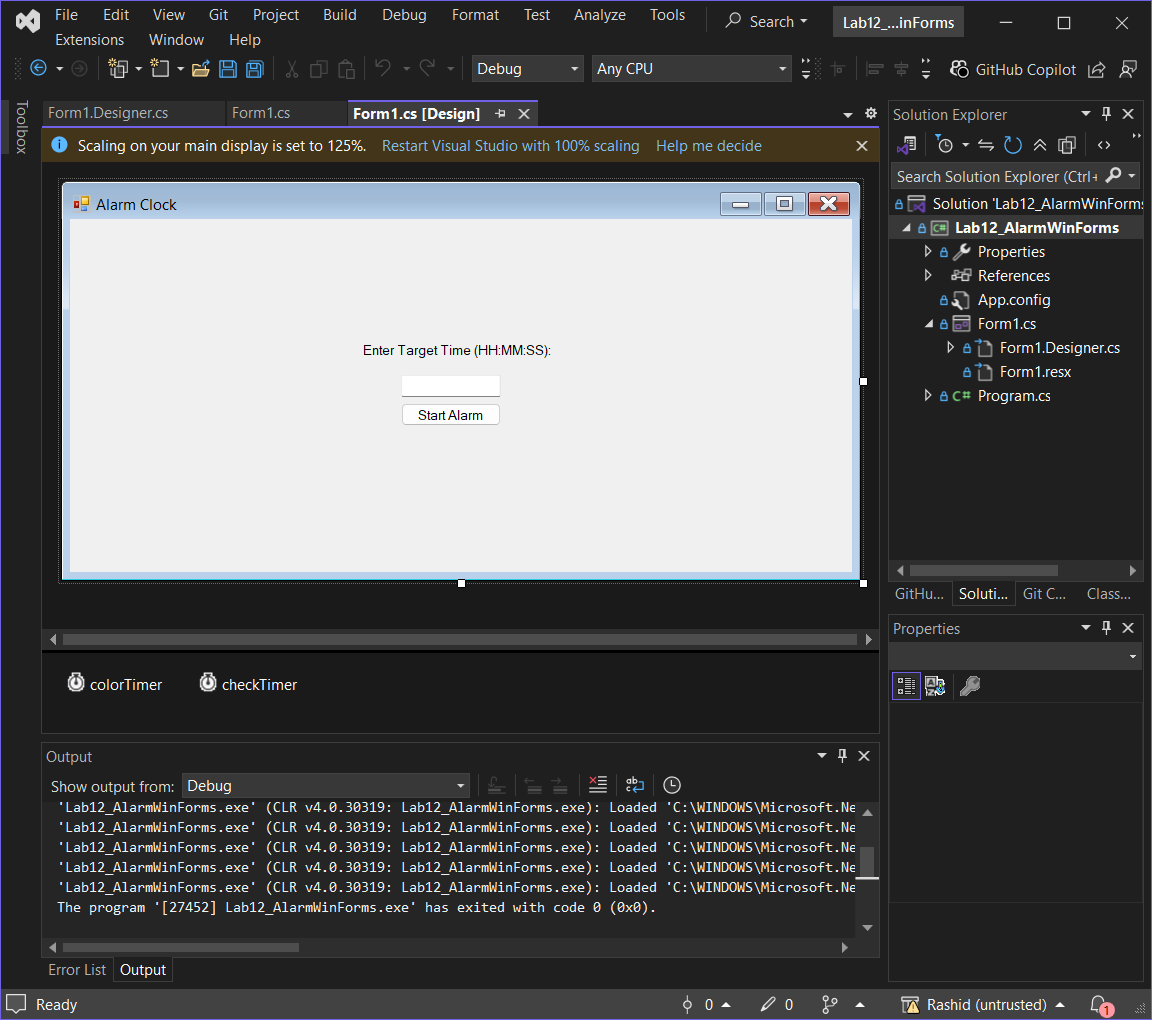 File Edit View Git Project Build Debug Format Test Analyze Tools Search Lab12_...inForms
Extensions Window Help
Debug Any CPU GitHub Copilot
Toolbox
Form1.Designer.cs Form1.cs Form1.cs [Design]
Scaling on your main display is set to 125%. Restart Visual Studio with 100% scaling Help me decide
Alarm Clock
Enter Target Time (HH:MM:SS):
Start Alarm
colorTimer checkTimer
Output
Show output from: Debug
'Lab12_AlarmWinForms.exe' (CLR v4.0.30319: Lab12_AlarmWinForms.exe): Loaded 'C:\WINDOWS\Microsoft.Ne
'Lab12_AlarmWinForms.exe' (CLR v4.0.30319: Lab12_AlarmWinForms.exe): Loaded 'C:\WINDOWS\Microsoft.Ne
'Lab12_AlarmWinForms.exe' (CLR v4.0.30319: Lab12_AlarmWinForms.exe): Loaded 'C:\WINDOWS\Microsoft.Ne
'Lab12_AlarmWinForms.exe' (CLR v4.0.30319: Lab12_AlarmWinForms.exe): Loaded 'C:\WINDOWS\Microsoft.Ne
'Lab12_AlarmWinForms.exe' (CLR v4.0.30319: Lab12_AlarmWinForms.exe): Loaded 'C:\WINDOWS\Microsoft.Ne
The program '[27452] Lab12_AlarmWinForms.exe' has exited with code 0 (0x0).
Error List Output
Solution Explorer
Search Solution Explorer (Ctrl+
Solution 'Lab12_AlarmWinForms
C# Lab12_AlarmWinForms
Properties
References
App.config
Form1.cs
Form1.Designer.cs
Form1.resx
C# Program.cs
GitHu... Soluti... Git C... Class...
Properties
Ready 0 0 Rashid (untrusted) 1